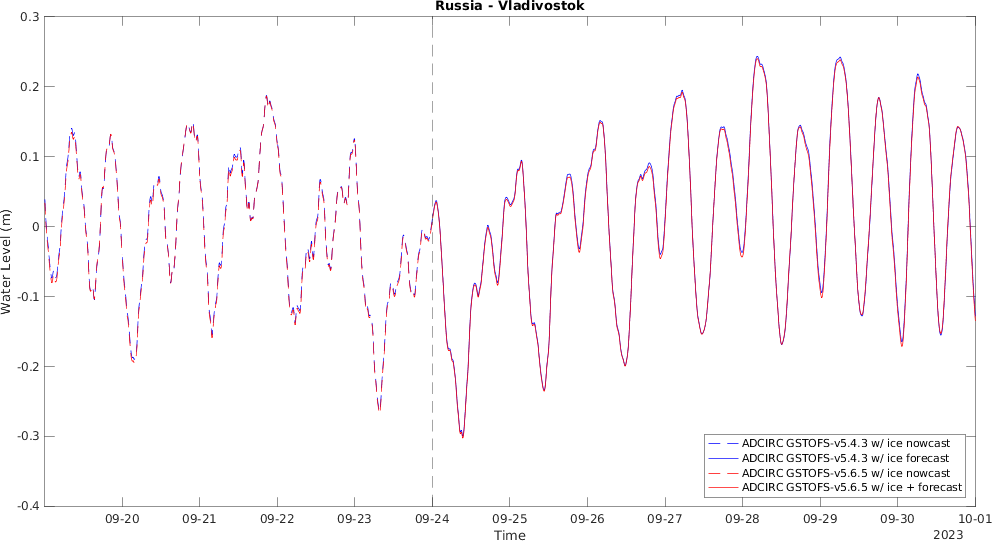 Russia - Vladivostok
0.3
0.2
0.1
0
-0.1
-0.2
-0.3
-0.4
Water Level (m)
ADCIRC GSTOFS-v5.4.3 w/ ice nowcast
ADCIRC GSTOFS-v5.4.3 w/ ice forecast
ADCIRC GSTOFS-v5.6.5 w/ ice nowcast
ADCIRC GSTOFS-v5.6.5 w/ ice + forecast
09-20 09-21 09-22 09-23 09-24 09-25 09-26 09-27 09-28 09-29 09-30 10-01
Time
2023